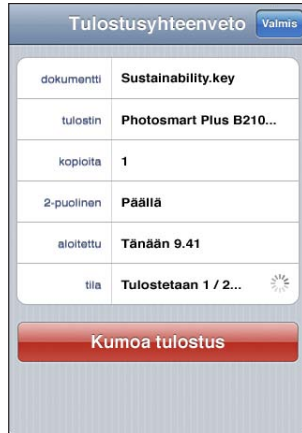 Tulostusyhteenveto Valmis
dokumentti Sustainability.key
tulostin Photosmart Plus B210...
kopioita 1
2-puolinen Päällä
aloitettu Tänään 9.41
tila Tulostetaan 1 / 2...
Kumoa tulostus